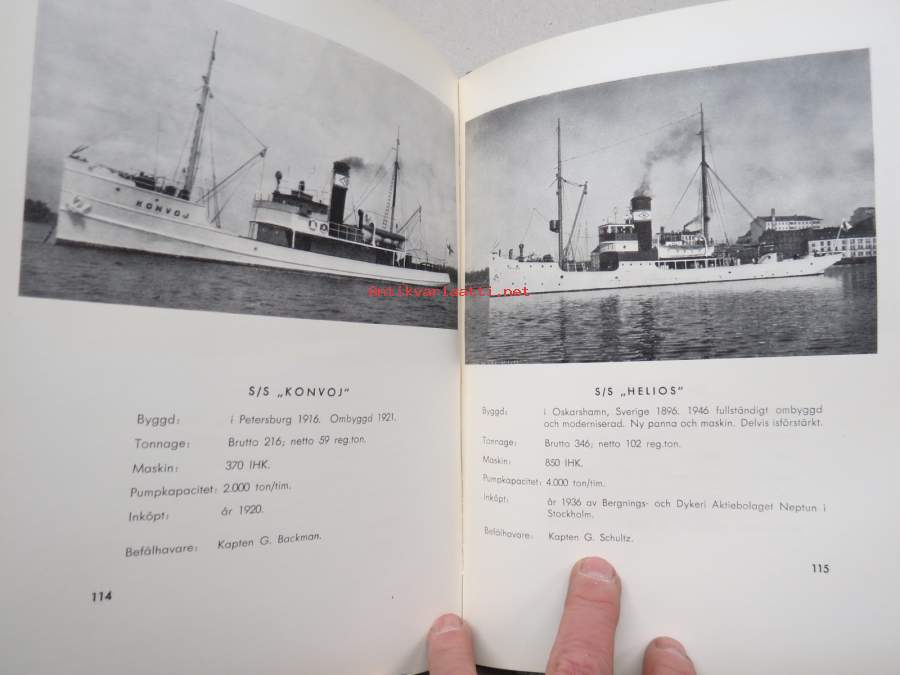 KONVOJ
Antikvariaatti.net
S/S „KONVOJ"
Byggd: i Petersburg 1916. Ombyggd 1921.
Tonnage: Brutto 216; netto 59 reg.ton.
Maskin: 370 IHK.
Pumpkapacitet: 2.000 ton/tim.
Inköpt: år 1920.
Befälhavare: Kapten G. Backman.
114
S/S „HELIOS"
Byggd: i Oskarshamn, Sverige 1896. 1946 fullständigt ombyggd
och moderniserad. Ny panna och maskin. Delvis isförstärkt.
Tonnage: Brutto 346; netto 102 reg.ton.
Maskin: 850 IHK.
Pumpkapacitet: 4.000 ton/tim.
Inköpt: år 1936 av Bergnings- och Dykeri Aktiebolaget Neptun i
Stockholm.
Befälhavare: Kapten G. Schultz.
115